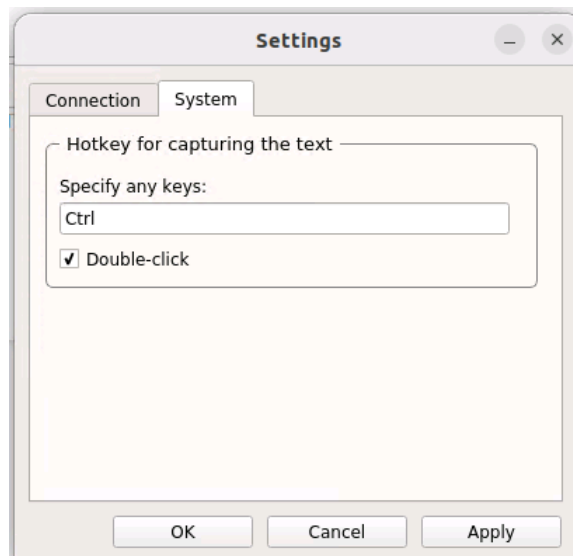 Settings
Connection System
Hotkey for capturing the text
Specify any keys:
Ctrl
Double-click
OK Cancel Apply